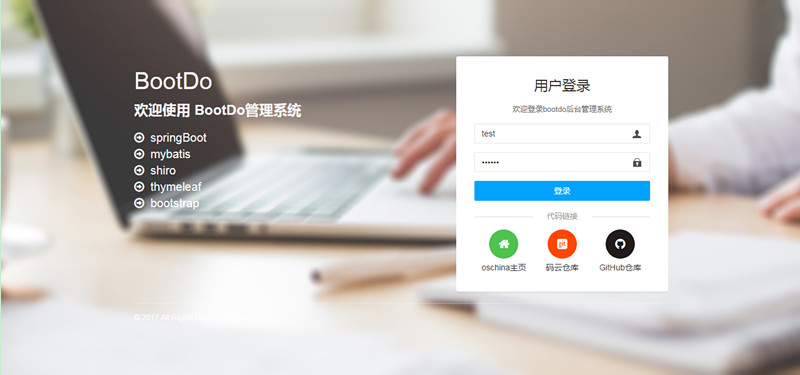 BootDo
欢迎使用 BootDo管理系统
springBoot
mybatis
shiro
thymeleaf
bootstrap
用户登录
欢迎登录bootdo后台管理系统
test
••••••
登录
代码链接
oschina主页 码云仓库 GitHub仓库
© 2017 All Rights